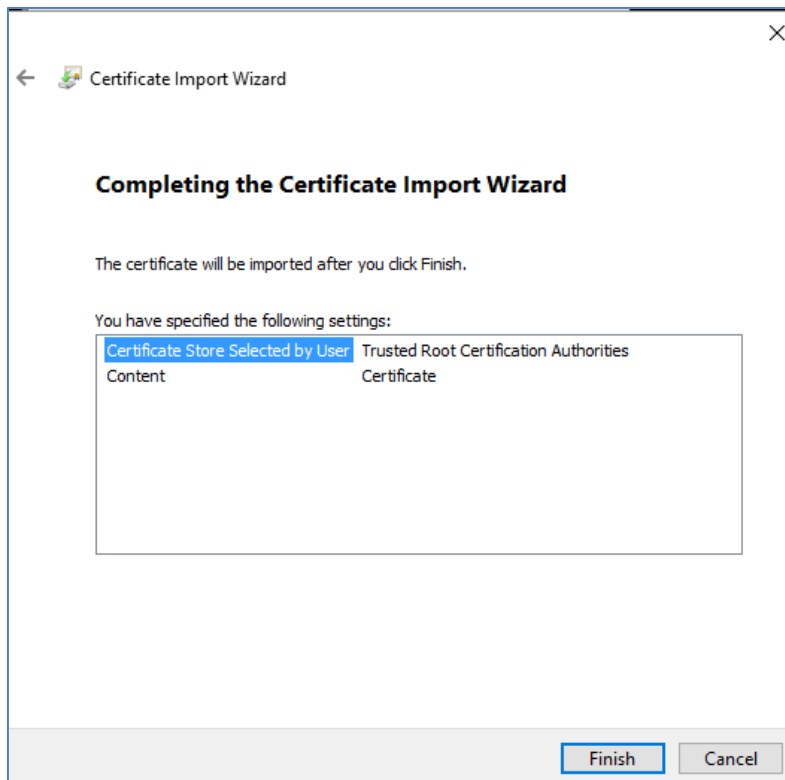 Certificate Import Wizard
Completing the Certificate Import Wizard
The certificate will be imported after you click Finish.
You have specified the following settings:
Certificate Store Selected by User Trusted Root Certification Authorities
Content Certificate
Finish Cancel